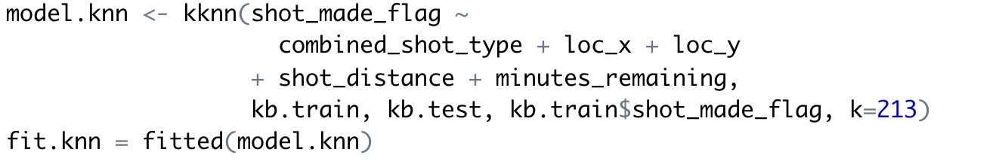 model.knn <- kknn(shot_made_flag ~
combined_shot_type + loc_x + loc_y
+ shot_distance + minutes_remaining,
kb.train, kb.test, kb.train$shot_made_flag, k=213)
fit.knn = fitted(model.knn)